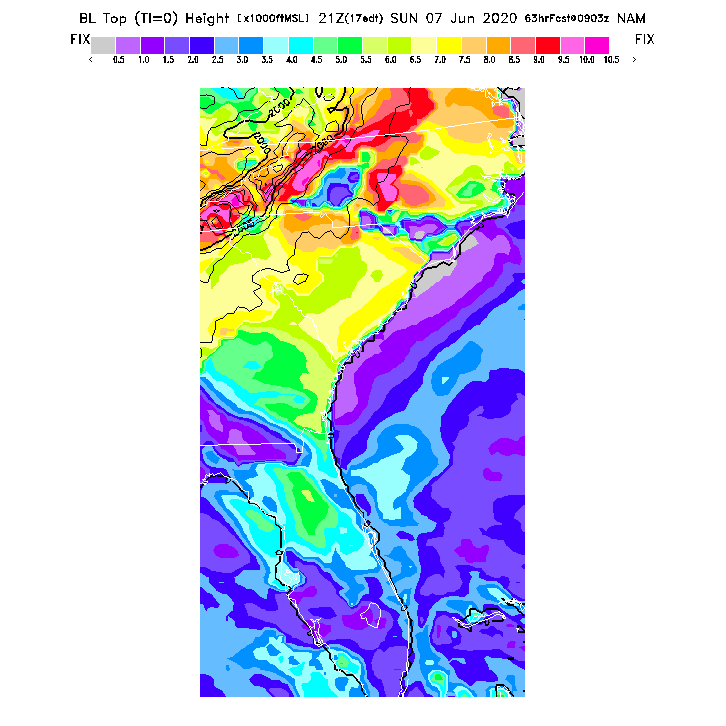 BL Top (TI=0) Height [x1000ftMSL] 21Z(17edt) SUN 07 Jun 2020 63hrFcst@0903z NAM
FIX FIX
< 0.5 1.0 1.5 2.0 2.5 3.0 3.5 4.0 4.5 5.0 5.5 6.0 6.5 7.0 7.5 8.0 8.5 9.0 9.5 10.0 10.5 >
2000
2000